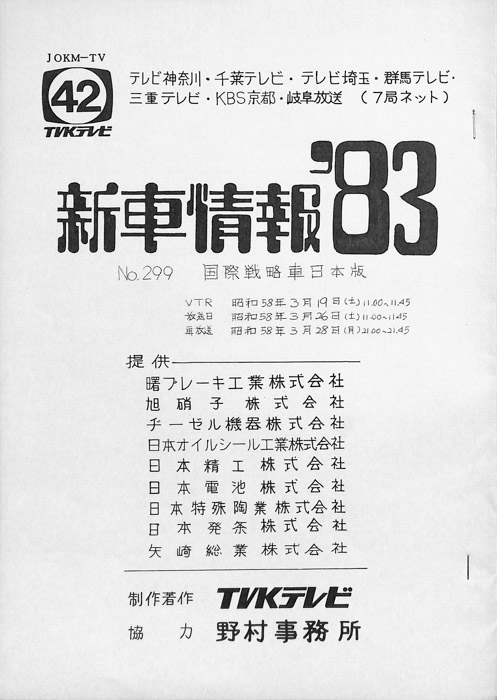 JOKM-TV
42
TVKテレビ
テレビ神奈川・千葉テレビ・テレビ埼玉・群馬テレビ・
三重テレビ・KBS京都・岐阜放送 (7局ネット)
新車情報'83
No.299 国際戦略車日本版
VTR 昭和58年3月19日(土)11.00~11.45
放送日 昭和58年3月26日(土)11.00~11.45
再放送 昭和58年3月28日(月)21.00~21.45
提供
曙ブレーキ工業株式会社
旭硝子株式会社
ヂーゼル機器株式会社
日本オイルシール工業株式会社
日本精工株式会社
日本電池株式会社
日本特殊陶業株式会社
日本発条株式会社
矢崎総業株式会社
制作著作 TVKテレビ
協力 野村事務所